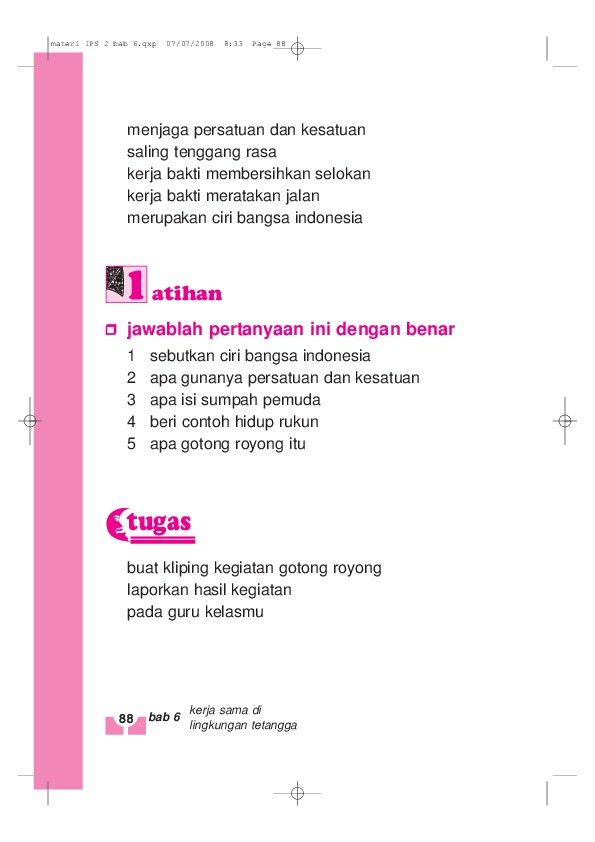 materi IPS 2 bab 6.qxp  07/07/2008  8:33  Page 88
menjaga persatuan dan kesatuan
saling tenggang rasa
kerja bakti membersihkan selokan
kerja bakti meratakan jalan
merupakan ciri bangsa indonesia
latihan
jawablah pertanyaan ini dengan benar
1 sebutkan ciri bangsa indonesia
2 apa gunanya persatuan dan kesatuan
3 apa isi sumpah pemuda
4 beri contoh hidup rukun
5 apa gotong royong itu
tugas
buat kliping kegiatan gotong royong
laporkan hasil kegiatan
pada guru kelasmu
88 bab 6 kerja sama di
lingkungan tetangga